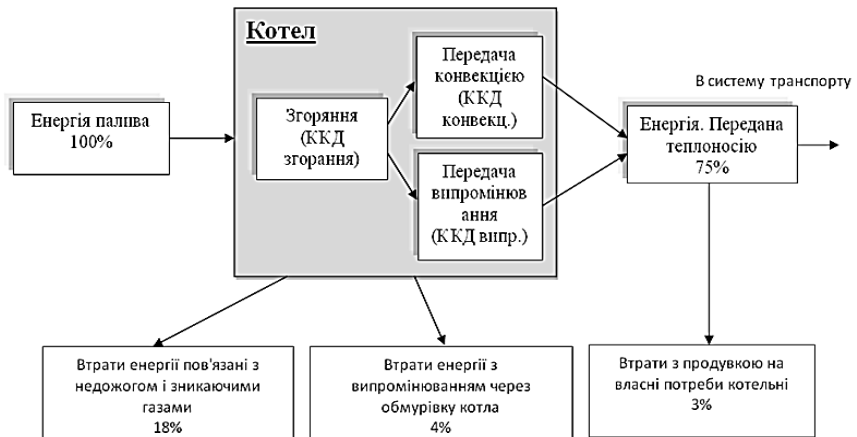 Котел
Енергія палива
100%
Згоряння
(ККД
згорання)
Передача
конвекцією
(ККД
конвекц.)
Передача
випромінюв
ання
(ККД випр.)
В систему транспорту
Енергія. Передана
теплоносію
75%
Втрати енергії пов'язані з
недожогом і зникаючими
газами
18%
Втрати енергії з
випромінюванням через
обмурівку котла
4%
Втрати з продувкою на
власні потреби котельні
3%